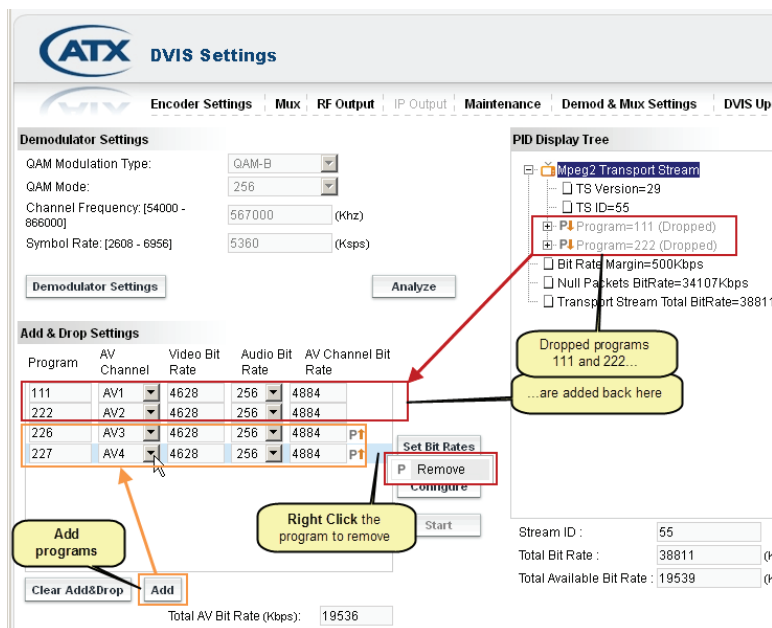 ATX
DVIS Settings
Encoder Settings Mux RF Output IP Output Maintenance Demod & Mux Settings DVIS Up
Demodulator Settings
QAM Modulation Type: QAM-B
QAM Mode: 256
Channel Frequency: [54000 - 866000] 567000 (Khz)
Symbol Rate: [2608 - 6956] 5360 (Ksps)
Demodulator Settings Analyze
PID Display Tree
Mpeg2 Transport Stream
TS Version=29
TS ID=55
P Program=111 (Dropped)
P Program=222 (Dropped)
Bit Rate Margin=500Kbps
Null Packets BitRate=34107Kbps
Transport Stream Total BitRate=38811
Dropped programs
111 and 222...
...are added back here
Add & Drop Settings
Program AV Channel Video Bit Rate Audio Bit Rate AV Channel Bit Rate
111 AV1 4628 256 4884
222 AV2 4628 256 4884
226 AV3 4628 256 4884 P
227 AV4 4628 256 4884 P
Set Bit Rates
P Remove
Configure
Start
Right Click the
program to remove
Add
programs
Clear Add&Drop Add
Total AV Bit Rate (Kbps): 19536
Stream ID : 55
Total Bit Rate : 38811 (K
Total Available Bit Rate : 19539 (K